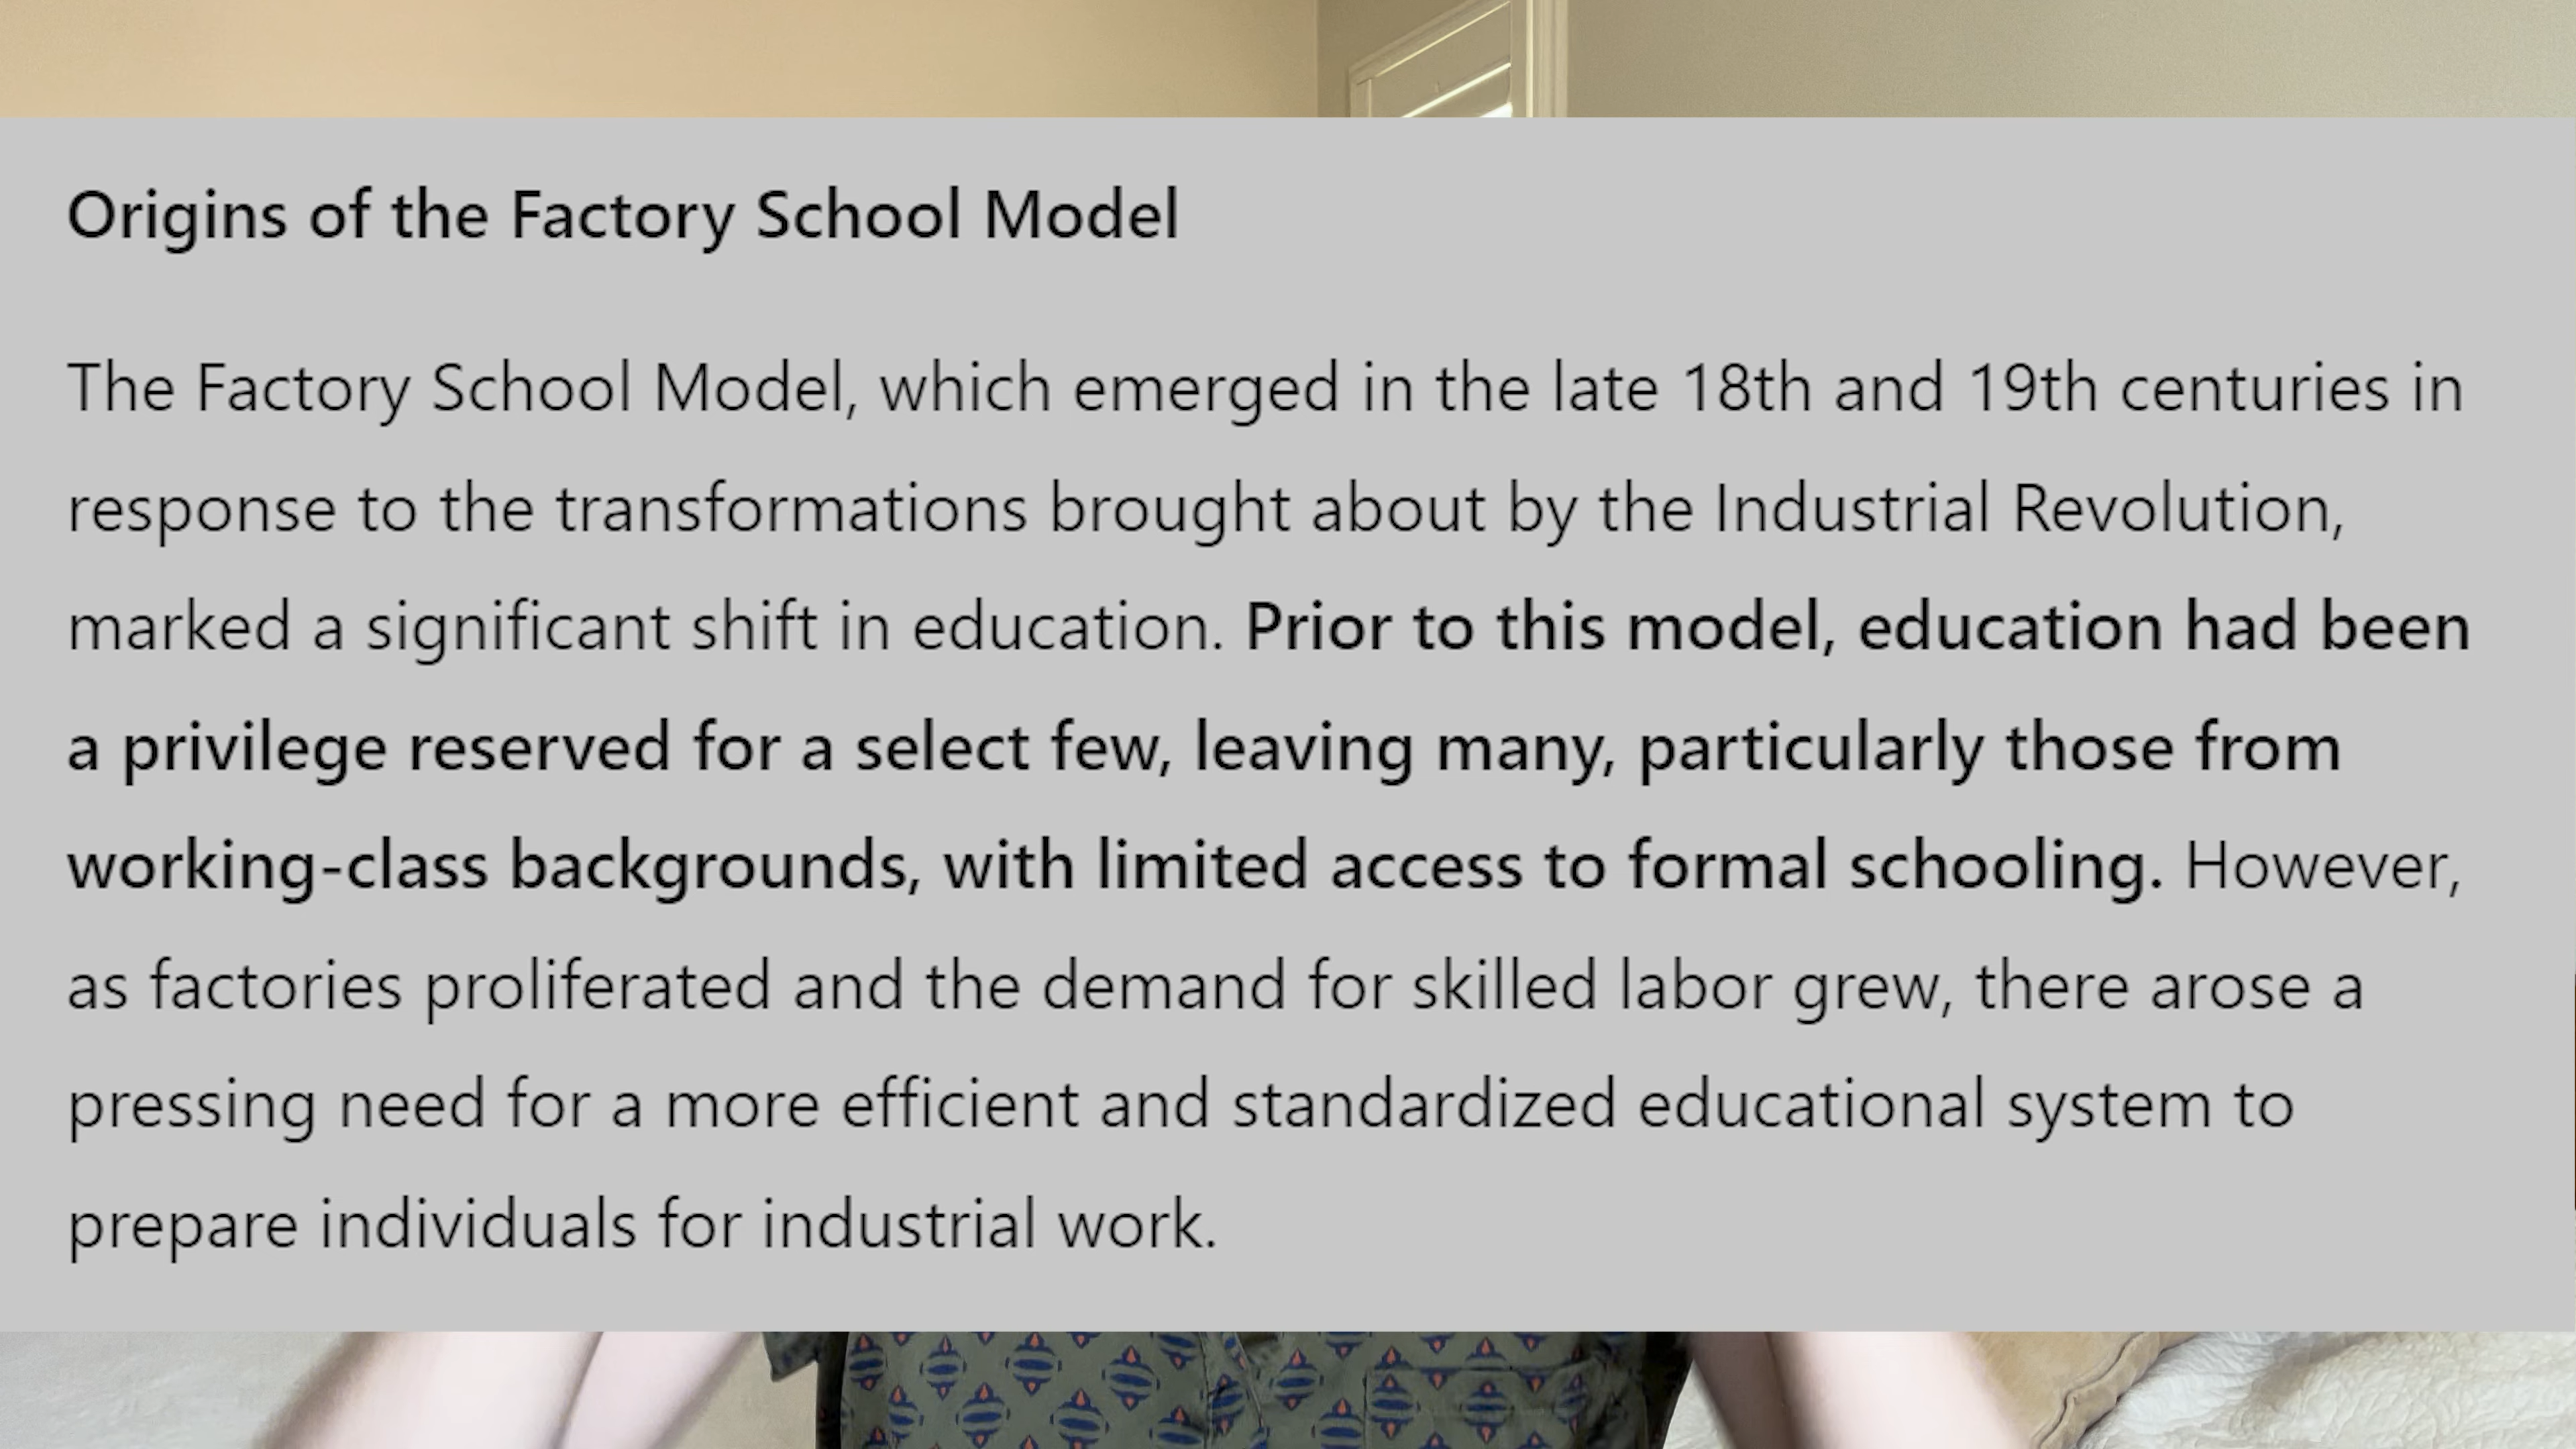 Origins of the Factory School Model
The Factory School Model, which emerged in the late 18th and 19th centuries in
response to the transformations brought about by the Industrial Revolution,
marked a significant shift in education. Prior to this model, education had been
a privilege reserved for a select few, leaving many, particularly those from
working-class backgrounds, with limited access to formal schooling. However,
as factories proliferated and the demand for skilled labor grew, there arose a
pressing need for a more efficient and standardized educational system to
prepare individuals for industrial work.